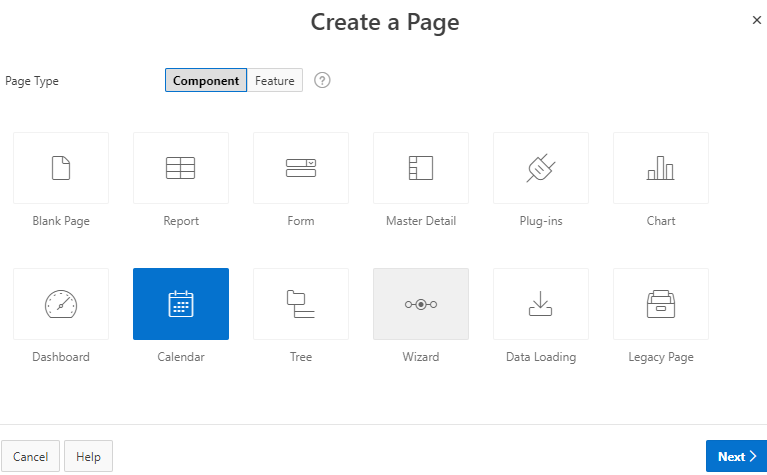 Create a Page
Page Type Component Feature
Blank Page Report Form Master Detail Plug-ins Chart
Dashboard Calendar Tree Wizard Data Loading Legacy Page
Cancel Help Next